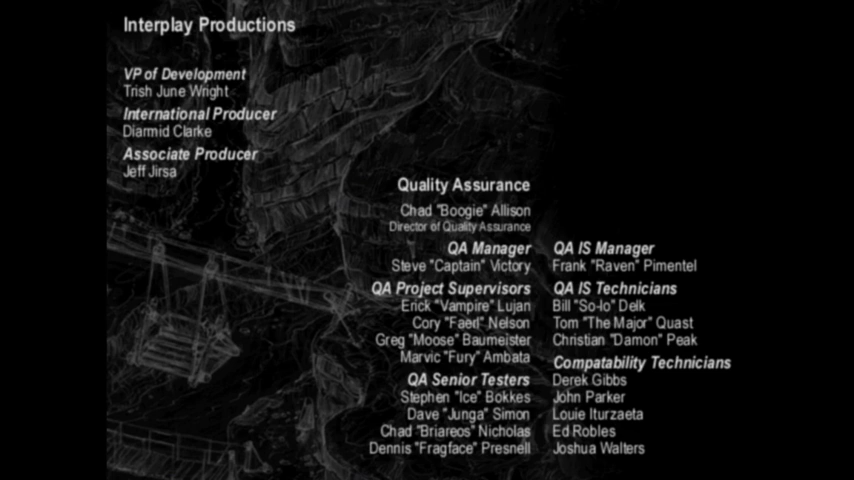 Interplay Productions
VP of Development
Trish June Wright
International Producer
Diarmid Clarke
Associate Producer
Jeff Jirsa
Quality Assurance
Chad "Boogie" Allison
Director of Quality Assurance
QA Manager
Steve "Captain" Victory
QA Project Supervisors
Erick "Vampire" Lujan
Cory "Faerl" Nelson
Greg "Moose" Baumeister
Marvic "Fury" Ambata
QA Senior Testers
Stephen "Ice" Bokkes
Dave "Junga" Simon
Chad "Briareos" Nicholas
Dennis "Fragface" Presnell
QA IS Manager
Frank "Raven" Pimentel
QA IS Technicians
Bill "So-lo" Delk
Tom "The Major" Quast
Christian "Damon" Peak
Compatability Technicians
Derek Gibbs
John Parker
Louie Iturzaeta
Ed Robles
Joshua Walters